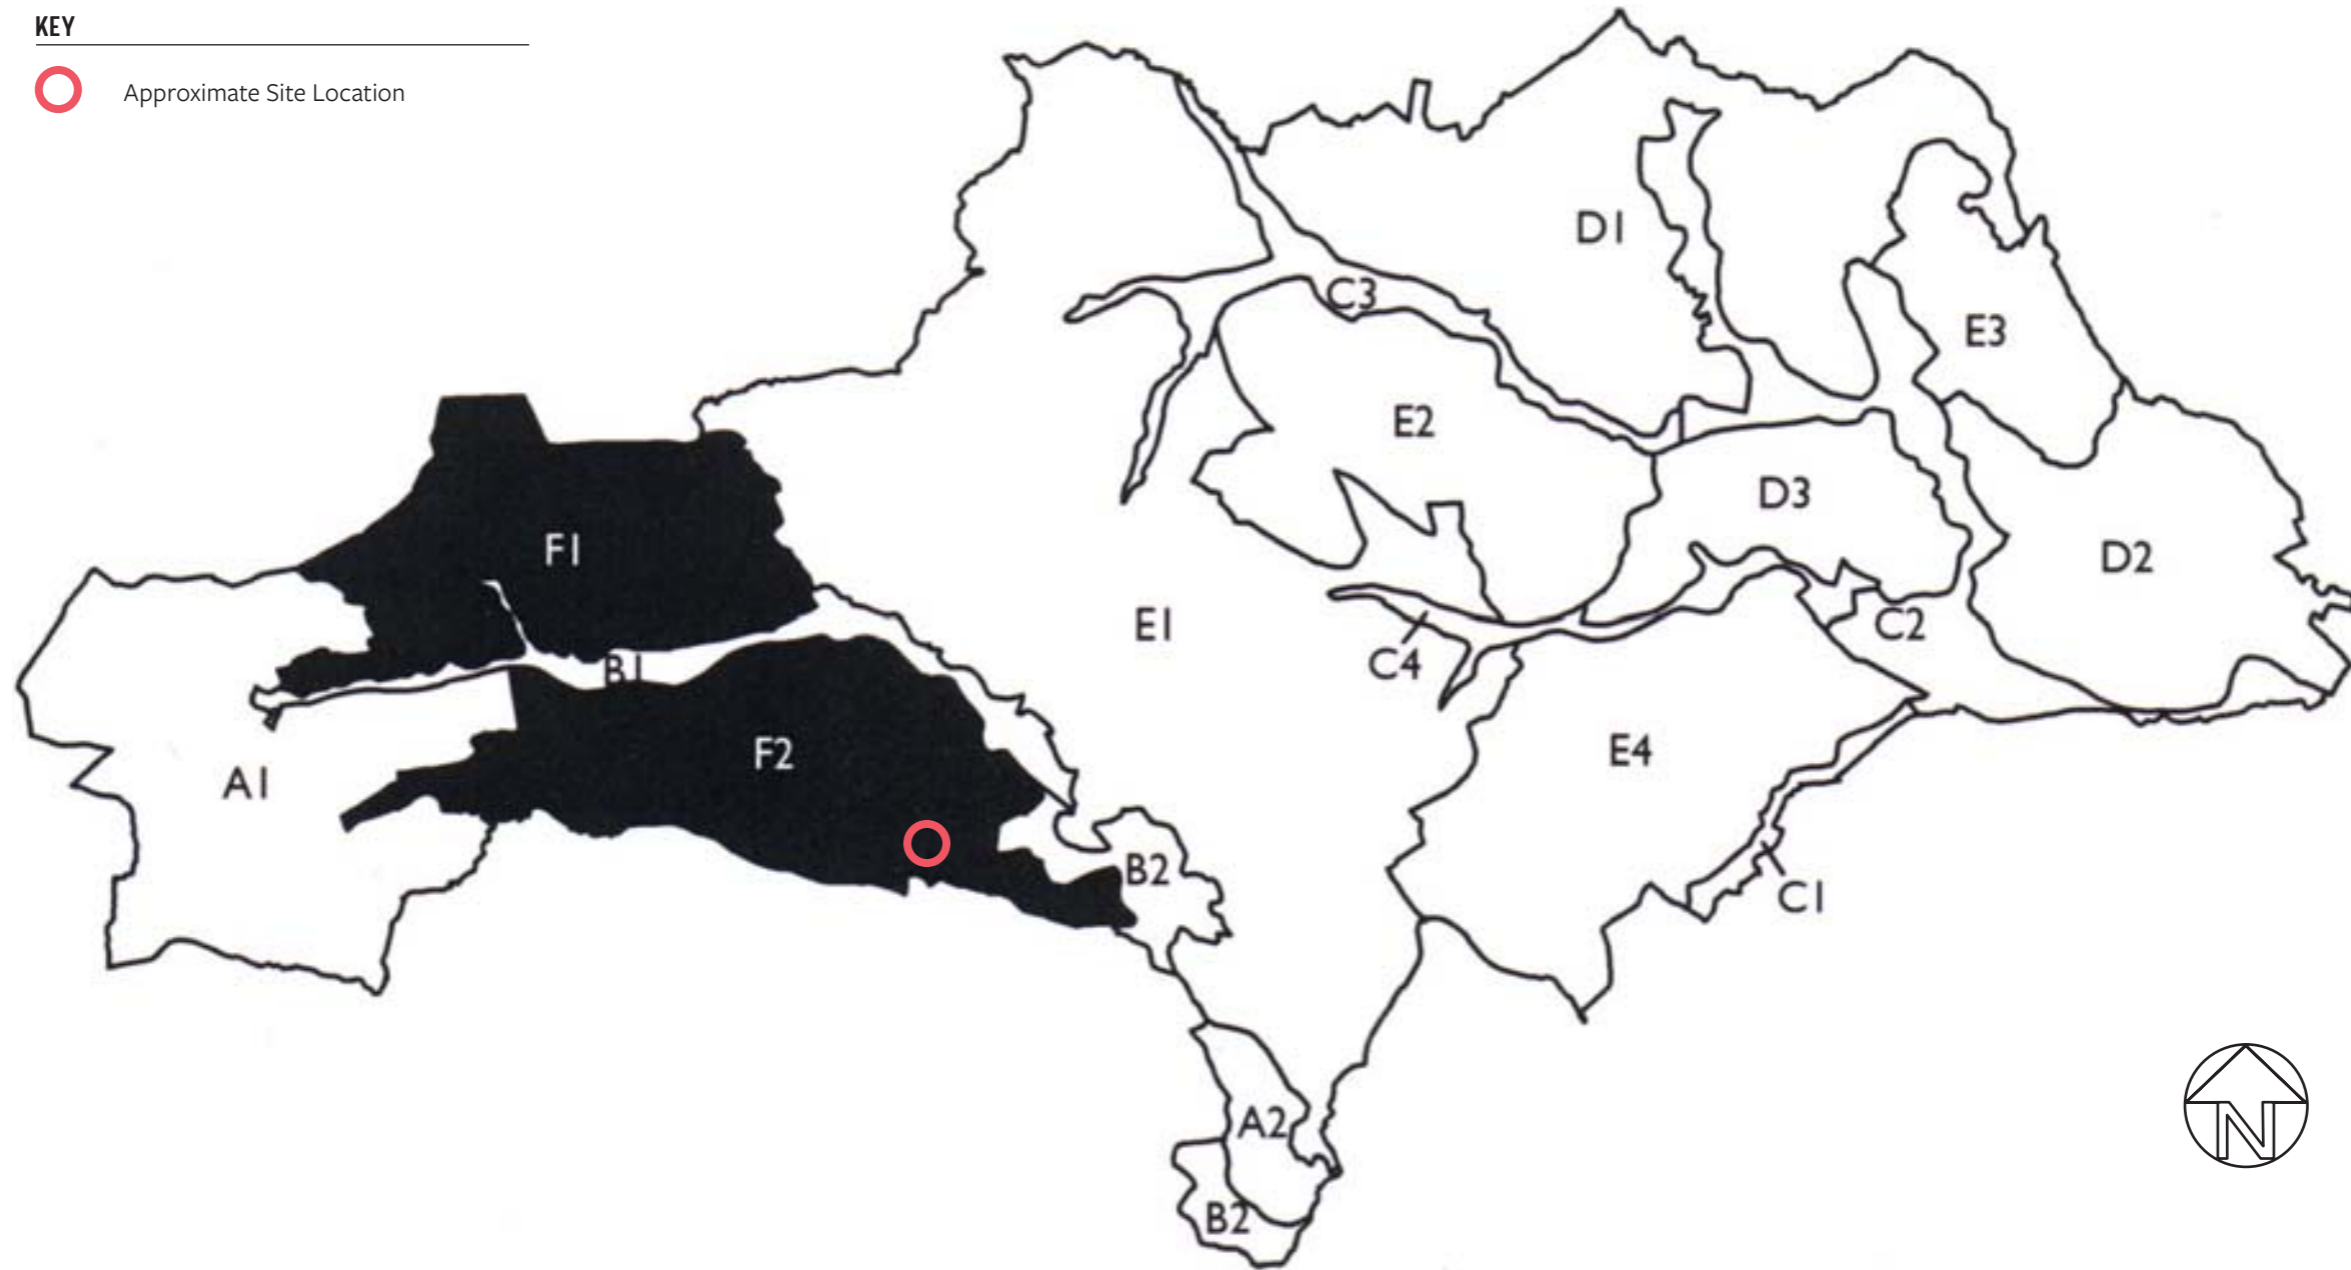 KEY
Approximate Site Location
D1
C3
E3
E2
D3
F1
D2
E1
C2
C4
B1
F2
E4
A1
B2
C1
A2
B2
N